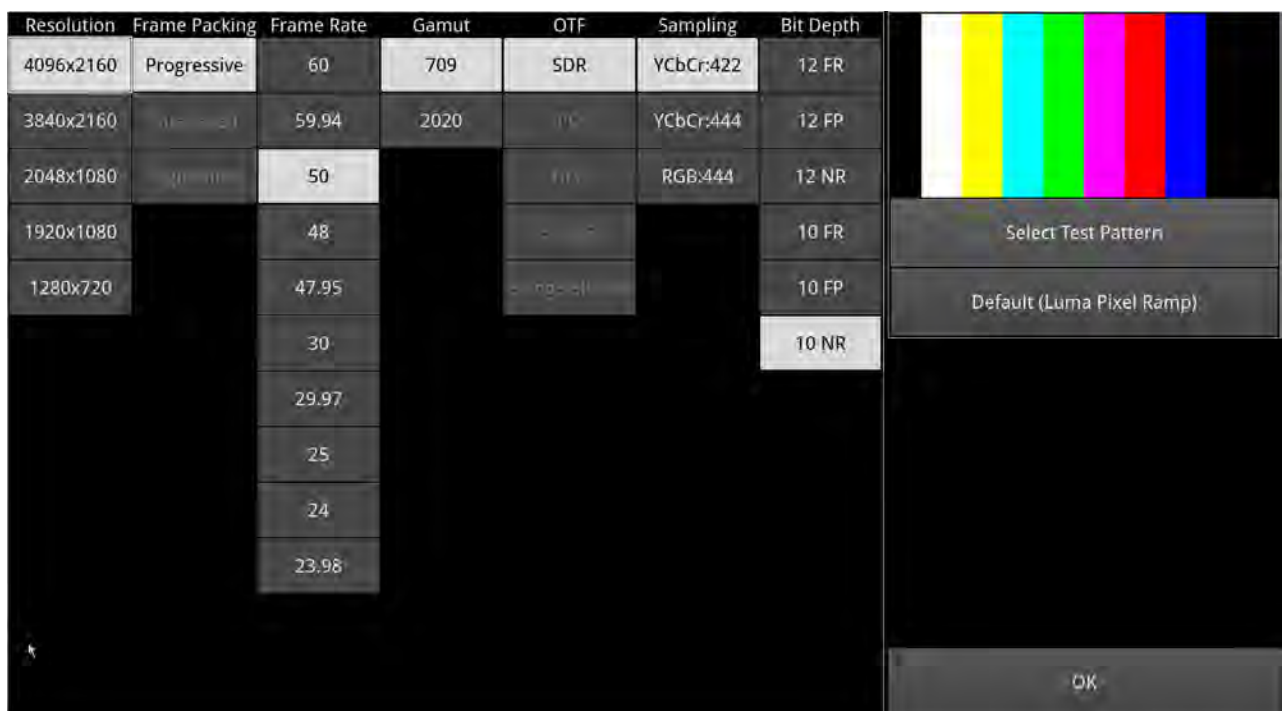 Resolution Frame Packing Frame Rate Gamut OTF Sampling Bit Depth
4096x2160 Progressive 60 709 SDR YCbCr:422 12 FR
3840x2160 59.94 2020 YCbCr:444 12 FP
2048x1080 50 RGB:444 12 NR
1920x1080 48 10 FR
Select Test Pattern
1280x720 47.95 10 FP
Default (Luma Pixel Ramp)
30 10 NR
29.97
25
24
23.98
OK